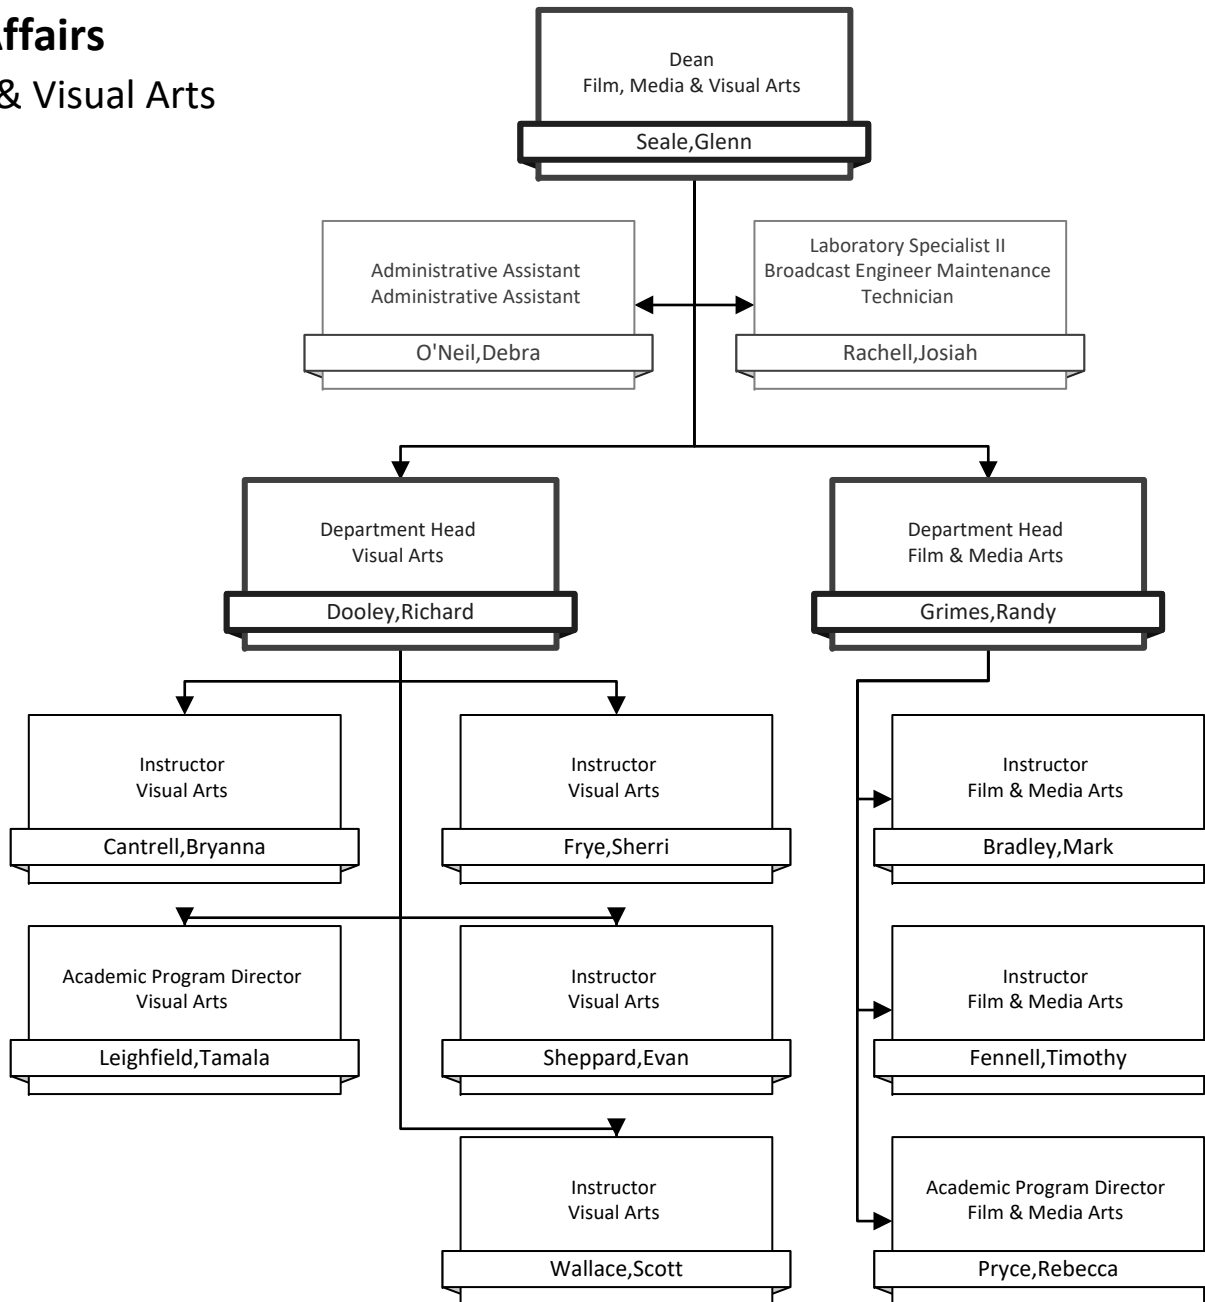 Affairs
& Visual Arts
Dean
Film, Media & Visual Arts
Seale,Glenn
Administrative Assistant
Administrative Assistant
O'Neil,Debra
Laboratory Specialist II
Broadcast Engineer Maintenance
Technician
Rachell,Josiah
Department Head
Visual Arts
Dooley,Richard
Department Head
Film & Media Arts
Grimes,Randy
Instructor
Visual Arts
Cantrell,Bryanna
Instructor
Visual Arts
Frye,Sherri
Instructor
Film & Media Arts
Bradley,Mark
Academic Program Director
Visual Arts
Leighfield,Tamala
Instructor
Visual Arts
Sheppard,Evan
Instructor
Film & Media Arts
Fennell,Timothy
Instructor
Visual Arts
Wallace,Scott
Academic Program Director
Film & Media Arts
Pryce,Rebecca